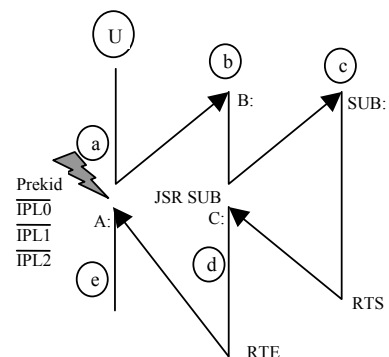 U
b
c
B:
SUB:
a
Prekid
IPL0
IPL1
IPL2
A:
JSR SUB
C:
d
e
RTS
RTE